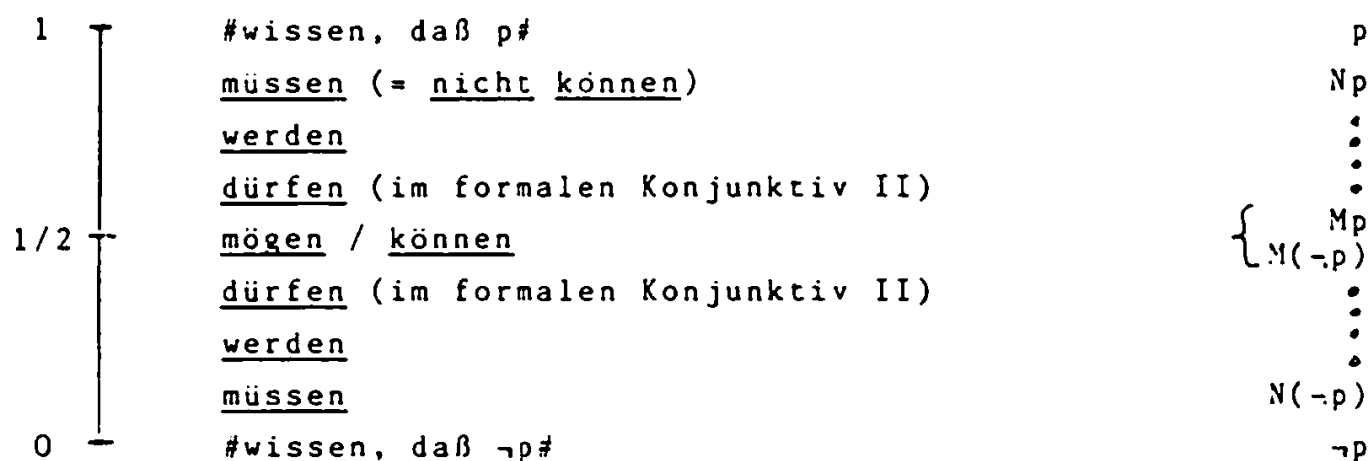 1 #wissen, daß p# p
müssen (= nicht können) Np
werden
dürfen (im formalen Konjunktiv II)
1/2 mögen / können { Mp
M(¬p)
dürfen (im formalen Konjunktiv II)
werden
müssen N(¬p)
0 #wissen, daß ¬p# ¬p